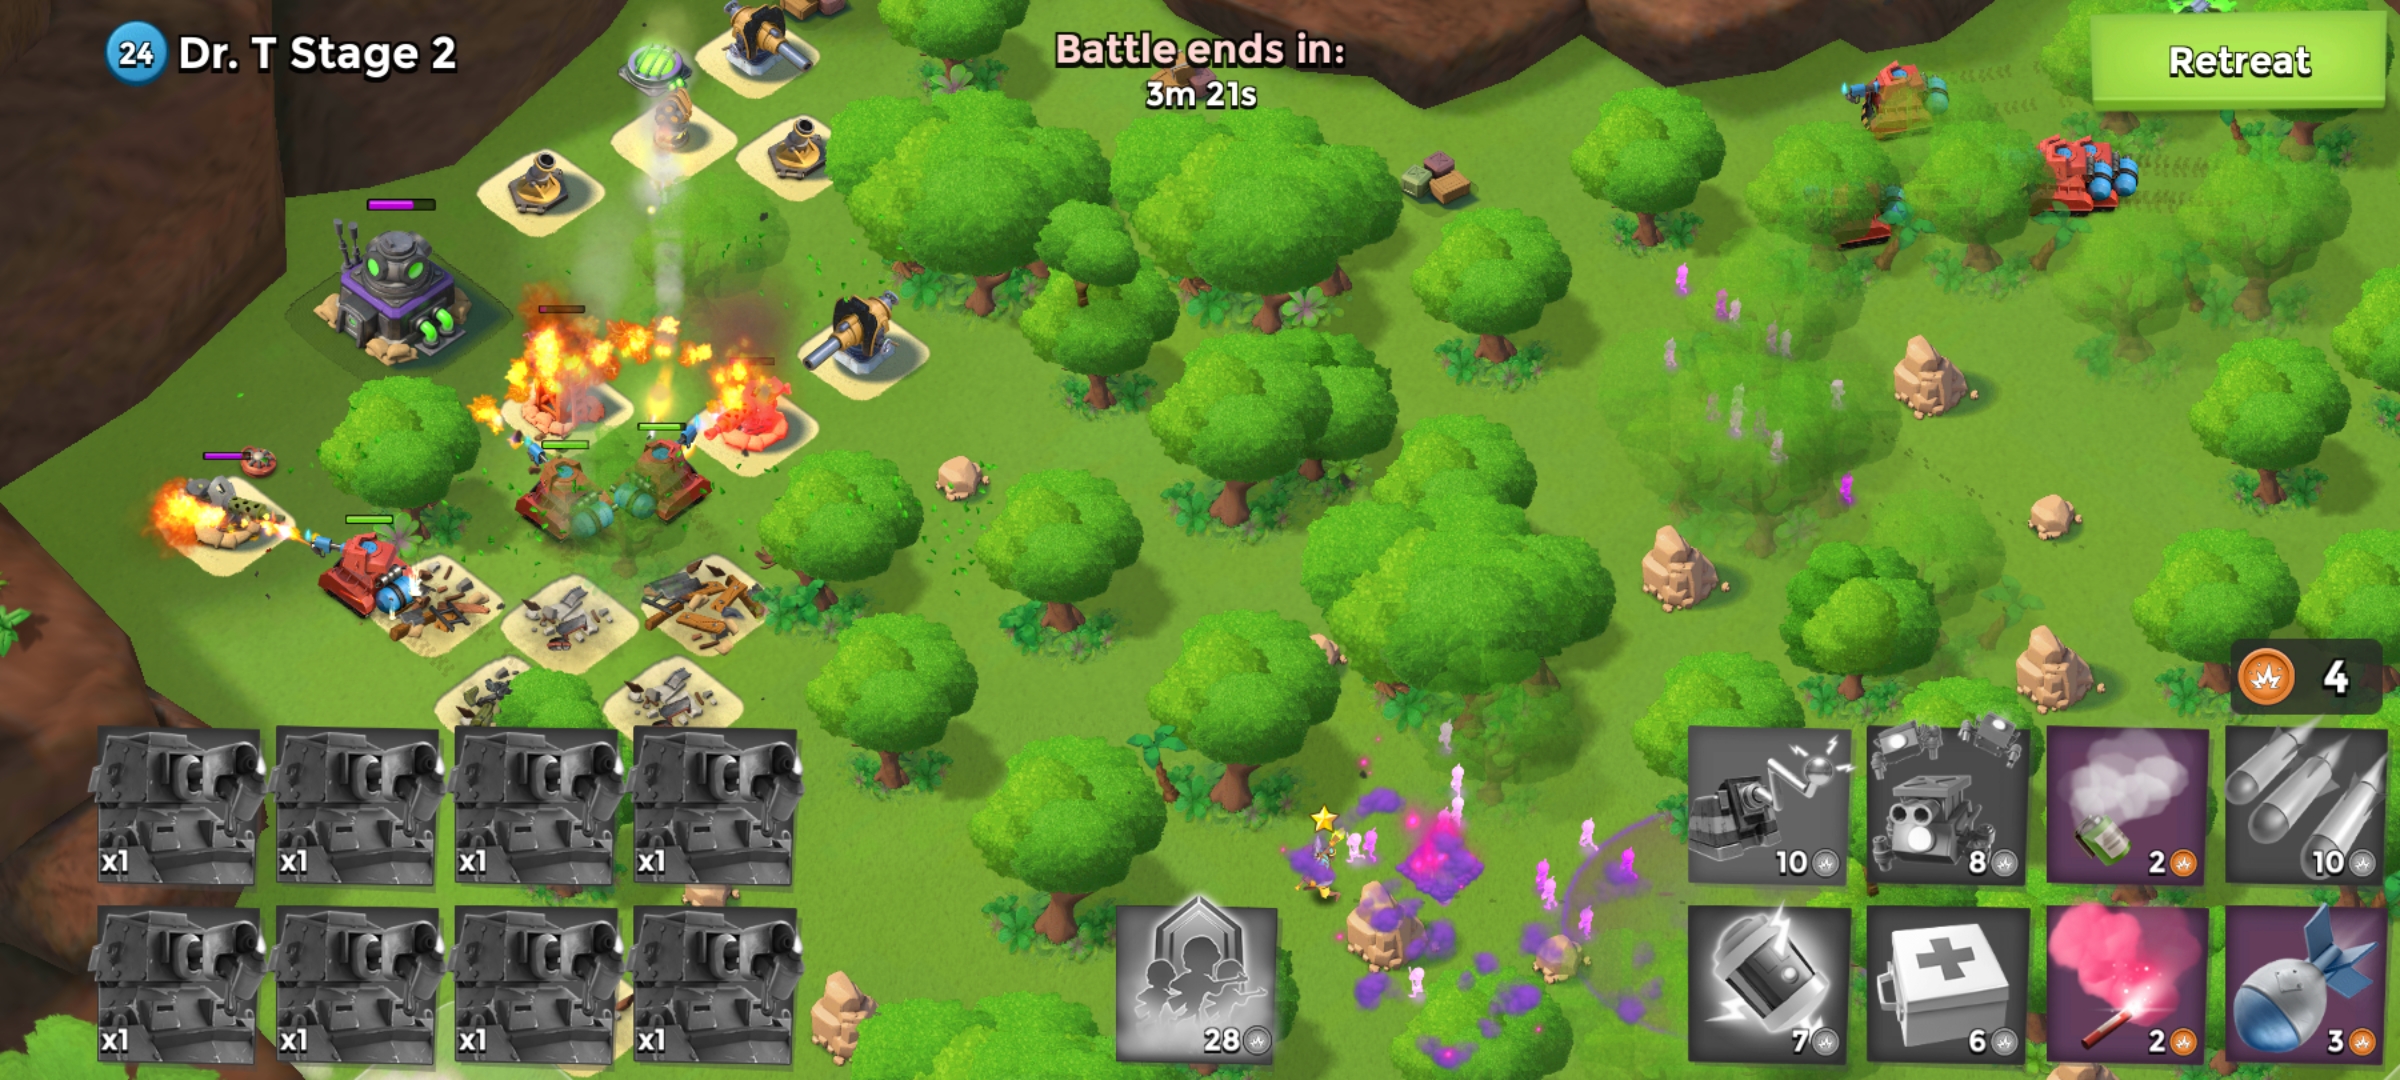 24 Dr. T Stage 2
Battle ends in:
3m 21s
Retreat
4
x1 x1 x1 x1
10 8 2 10
x1 x1 x1 x1
28
7 6 2 3